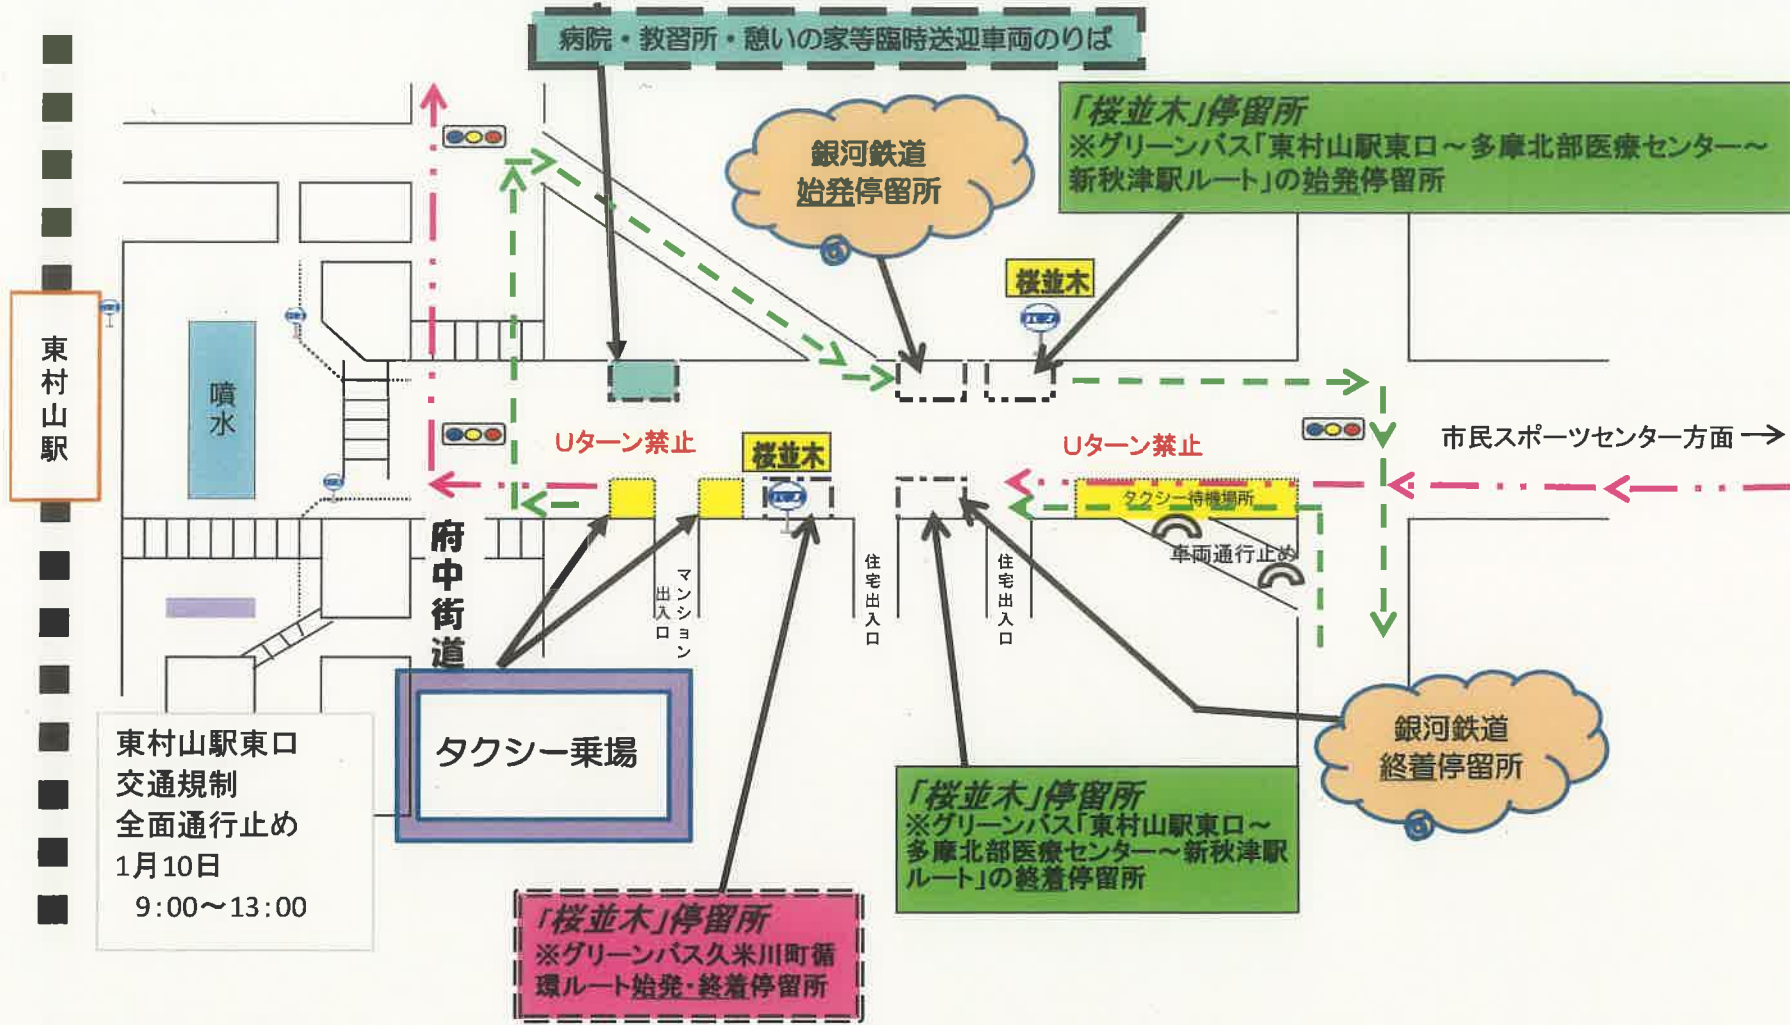 病院・教習所・憩いの家等臨時送迎車両のりば
銀河鉄道
始発停留所
「桜並木」停留所
※グリーンバス「東村山駅東口～多摩北部医療センター～
新秋津駅ルート」の始発停留所
桜並木
東村山駅
噴水
Uターン禁止
桜並木
Uターン禁止
市民スポーツセンター方面
タクシー待機場所
車両通行止め
府中街道
マンション
出入口
住宅出入口
住宅出入口
タクシー乗場
東村山駅東口
交通規制
全面通行止め
1月10日
9:00～13:00
「桜並木」停留所
※グリーンバス久米川町循
環ルート始発・終着停留所
「桜並木」停留所
※グリーンバス「東村山駅東口～
多摩北部医療センター～新秋津駅
ルート」の終着停留所
銀河鉄道
終着停留所